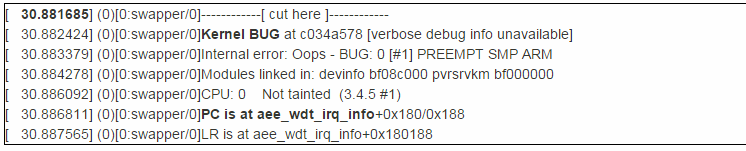 [   30.881685] (0)[0:swapper/0]------------[ cut here ]------------
[   30.882424] (0)[0:swapper/0]Kernel BUG at c034a578 [verbose debug info unavailable]
[   30.883379] (0)[0:swapper/0]Internal error: Oops - BUG: 0 [#1] PREEMPT SMP ARM
[   30.884278] (0)[0:swapper/0]Modules linked in: devinfo bf08c000 pvrsrvkm bf000000
[   30.886092] (0)[0:swapper/0]CPU: 0    Not tainted  (3.4.5 #1)
[   30.886811] (0)[0:swapper/0]PC is at aee_wdt_irq_info+0x180/0x188
[   30.887565] (0)[0:swapper/0]LR is at aee_wdt_irq_info+0x180188